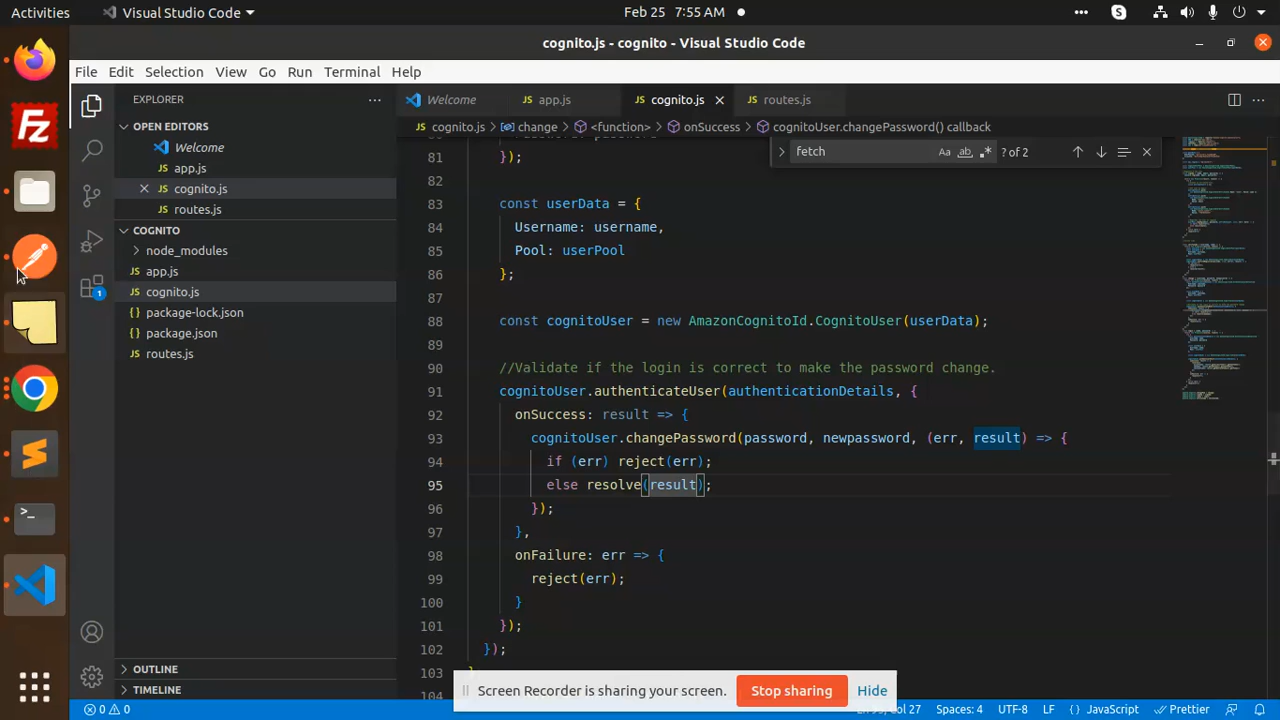 Activities Visual Studio Code Feb 25 7:55 AM
cognito.js - cognito - Visual Studio Code
File Edit Selection View Go Run Terminal Help
EXPLORER
OPEN EDITORS
Welcome
app.js
cognito.js
routes.js
COGNITO
node_modules
app.js
cognito.js
package-lock.json
package.json
routes.js
OUTLINE
TIMELINE
1
Fz
Welcome app.js cognito.js routes.js
cognito.js > change > <function> > onSuccess > cognitoUser.changePassword() callback
fetch Aa ab ? of 2
81 });
82
83 const userData = {
84 Username: username,
85 Pool: userPool
86 };
87
88 const cognitoUser = new AmazonCognitoId.CognitoUser(userData);
89
90 //Validate if the login is correct to make the password change.
91 cognitoUser.authenticateUser(authenticationDetails, {
92 onSuccess: result => {
93 cognitoUser.changePassword(password, newpassword, (err, result) => {
94 if (err) reject(err);
95 else resolve(result);
96 });
97 },
98 onFailure: err => {
99 reject(err);
100 }
101 });
102 });
103
104
Screen Recorder is sharing your screen. Stop sharing Hide
0 0 Col 27 Spaces: 4 UTF-8 LF { } JavaScript Prettier